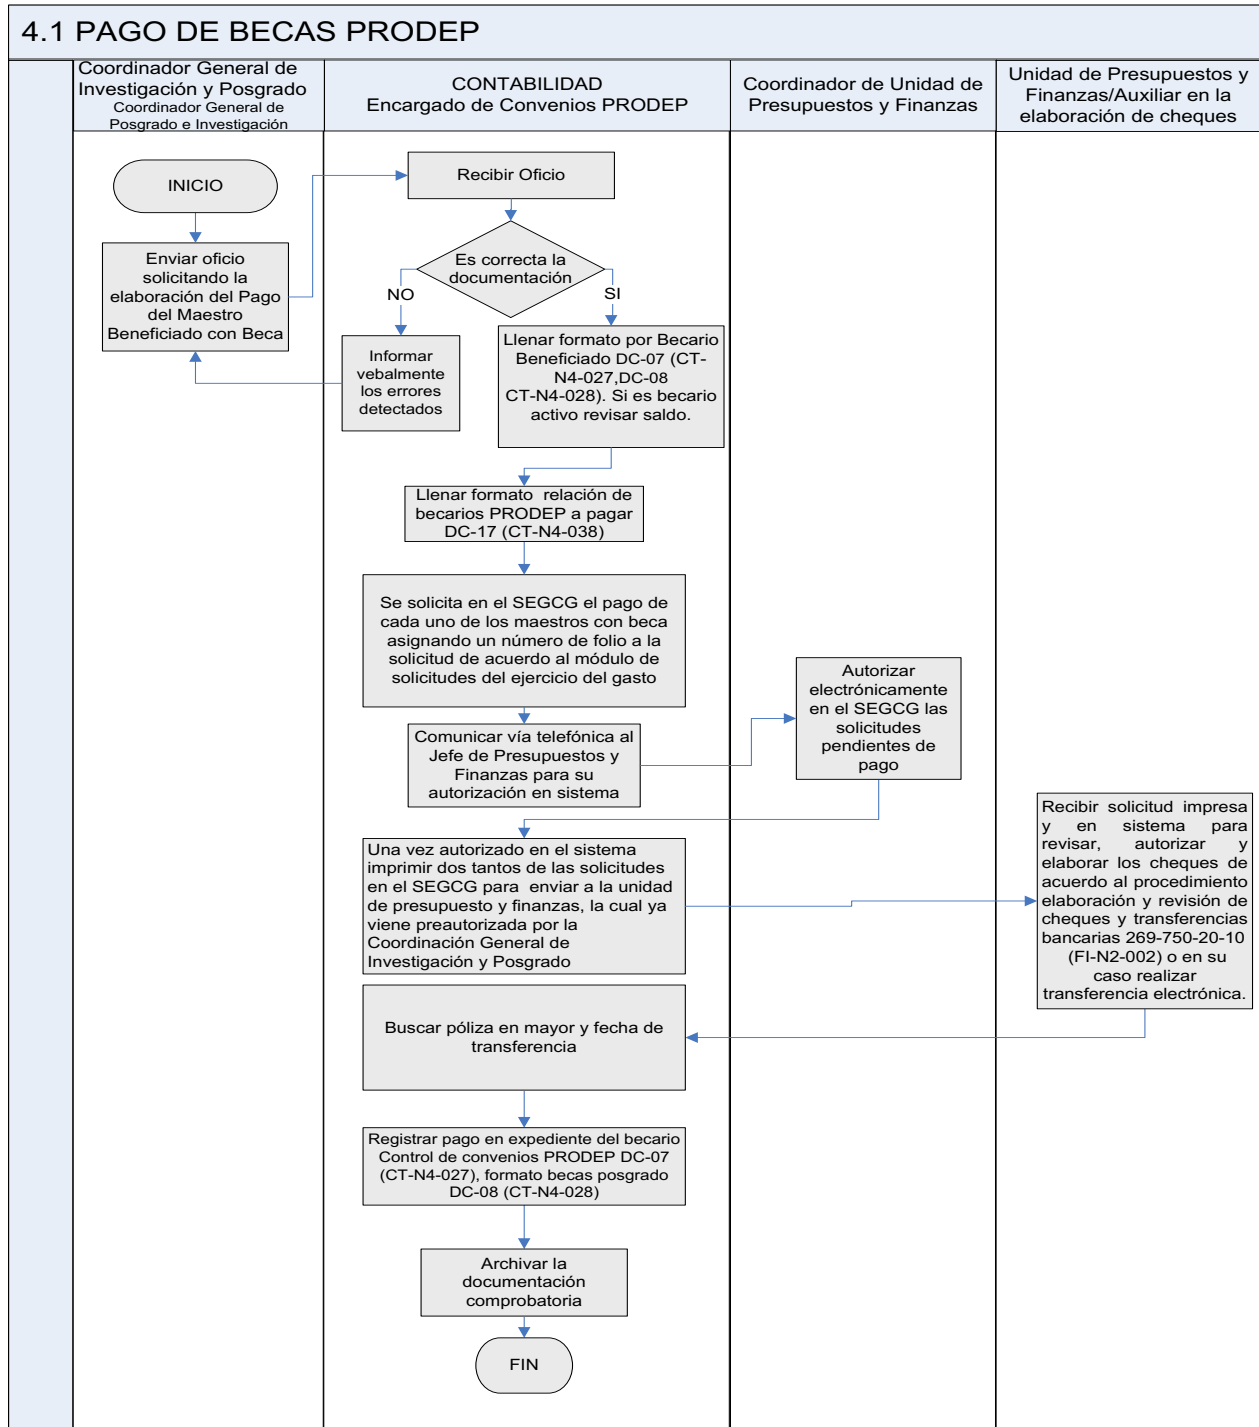 4.1 PAGO DE BECAS PRODEP
Coordinador General de
Investigación y Posgrado
Coordinador General de
Posgrado e Investigación
CONTABILIDAD
Encargado de Convenios PRODEP
Coordinador de Unidad de
Presupuestos y Finanzas
Unidad de Presupuestos y
Finanzas/Auxiliar en la
elaboración de cheques
INICIO
Enviar oficio
solicitando la
elaboración del Pago
del Maestro
Beneficiado con Beca
Recibir Oficio
Es correcta la
documentación
NO
SI
Informar
vebalmente
los errores
detectados
Llenar formato por Becario
Beneficiado DC-07 (CT-
N4-027,DC-08
CT-N4-028). Si es becario
activo revisar saldo.
Llenar formato relación de
becarios PRODEP a pagar
DC-17 (CT-N4-038)
Se solicita en el SEGCG el pago de
cada uno de los maestros con beca
asignando un número de folio a la
solicitud de acuerdo al módulo de
solicitudes del ejercicio del gasto
Comunicar vía telefónica al
Jefe de Presupuestos y
Finanzas para su
autorización en sistema
Autorizar
electrónicamente
en el SEGCG las
solicitudes
pendientes de
pago
Una vez autorizado en el sistema
imprimir dos tantos de las solicitudes
en el SEGCG para enviar a la unidad
de presupuesto y finanzas, la cual ya
viene preautorizada por la
Coordinación General de
Investigación y Posgrado
Recibir solicitud impresa
y en sistema para
revisar, autorizar y
elaborar los cheques de
acuerdo al procedimiento
elaboración y revisión de
cheques y transferencias
bancarias 269-750-20-10
(FI-N2-002) o en su
caso realizar
transferencia electrónica.
Buscar póliza en mayor y fecha de
transferencia
Registrar pago en expediente del becario
Control de convenios PRODEP DC-07
(CT-N4-027), formato becas posgrado
DC-08 (CT-N4-028)
Archivar la
documentación
comprobatoria
FIN